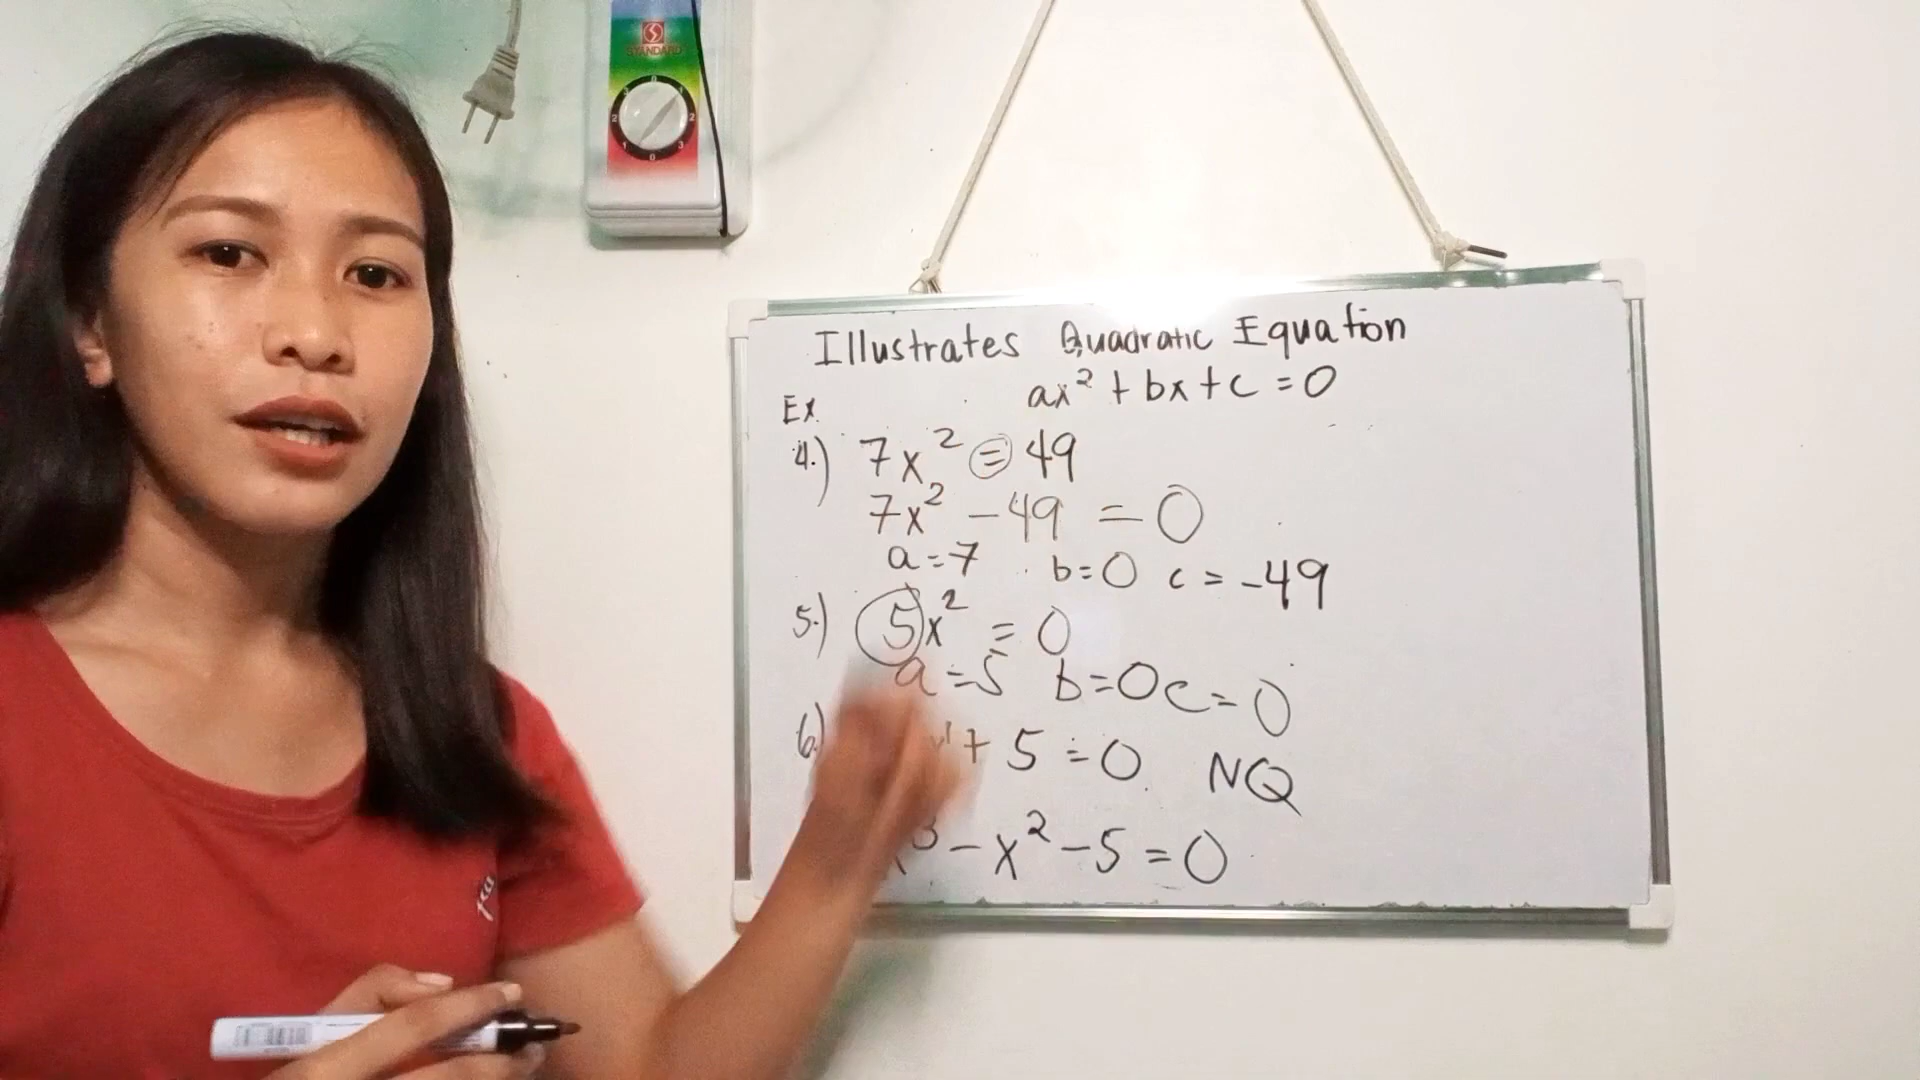 STANDARD
Illustrates Quadratic Equation
ax² + bx + c = 0
Ex.
4.) 7x² = 49
7x² - 49 = 0
a = 7 b = 0 c = -49
5.) 5x² = 0
a = 5 b = 0 c = 0
6.) + 5 = 0 NQ
³ - x² - 5 = 0